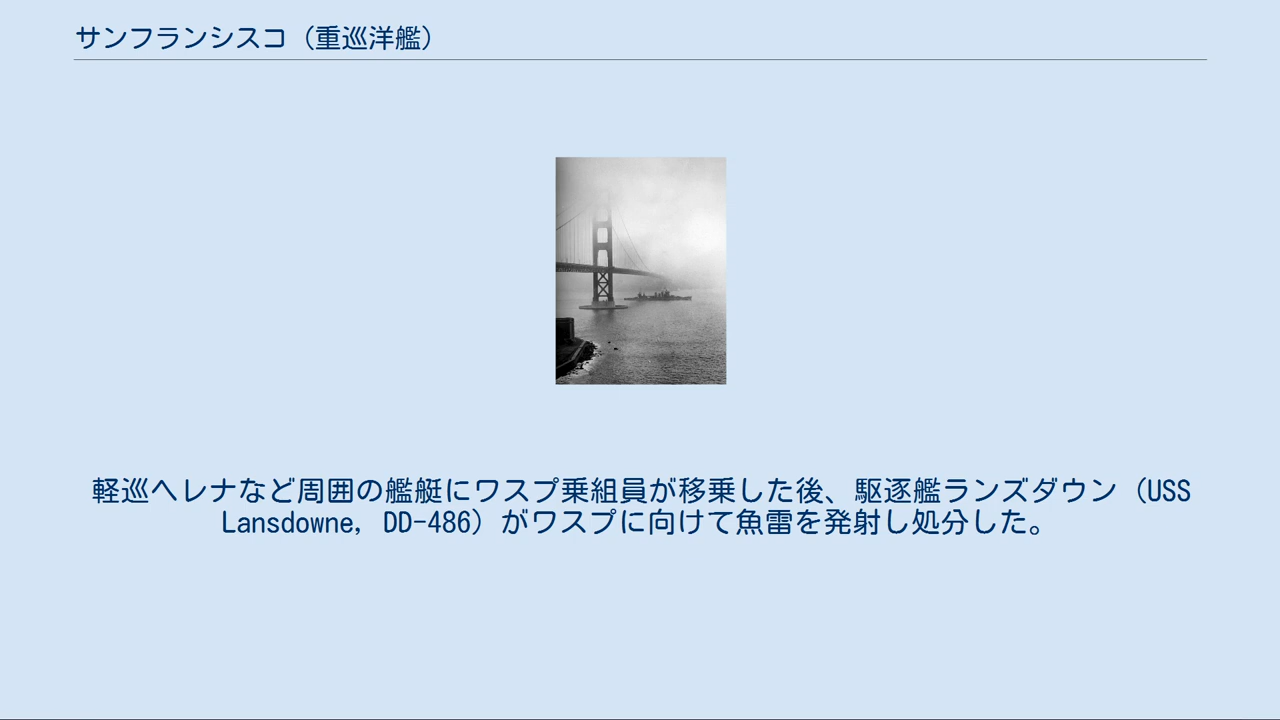 サンフランシスコ（重巡洋艦）
軽巡ヘレナなど周囲の艦艇にワスプ乗組員が移乗した後、駆逐艦ランズダウン（USS
Lansdowne, DD-486）がワスプに向けて魚雷を発射し処分した。